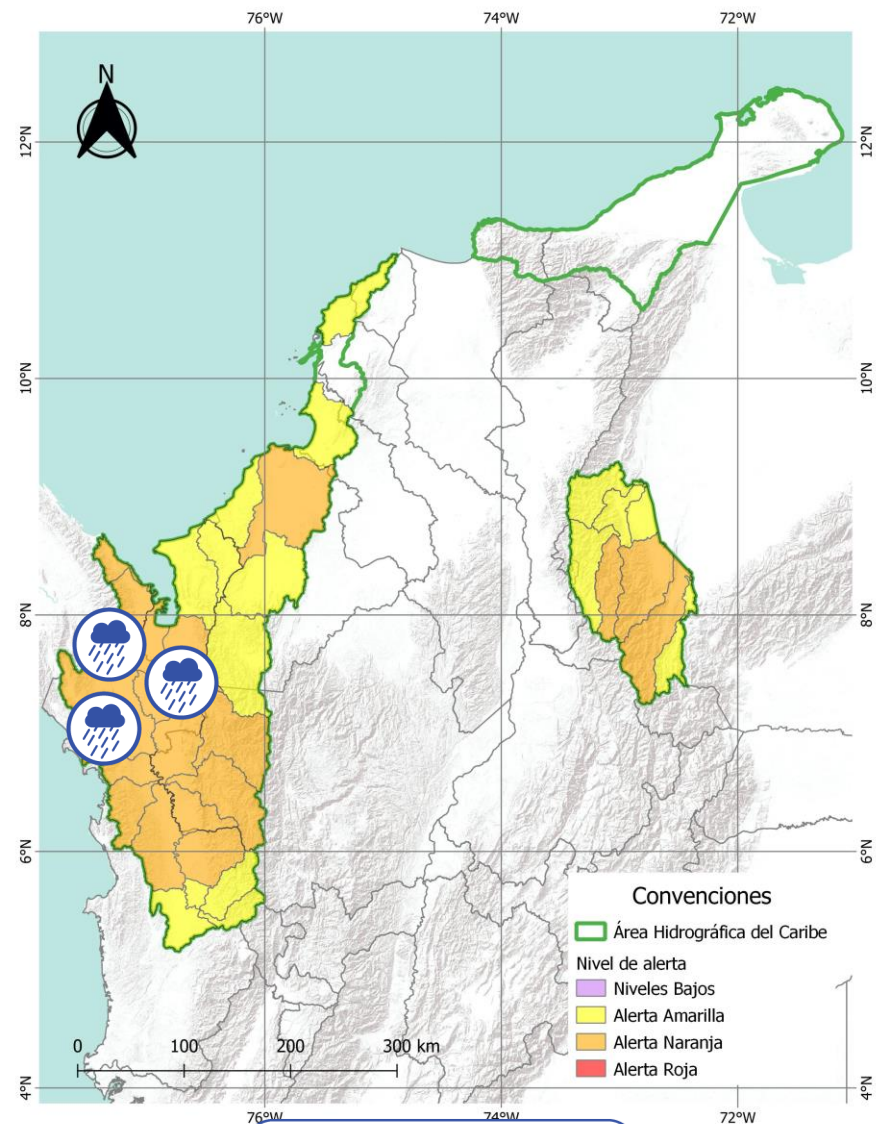 76°W
74°W
72°W
N
12°N
12°N
10°N
10°N
8°N
8°N
6°N
6°N
Convenciones
Área Hidrográfica del Caribe
Nivel de alerta
Niveles Bajos
Alerta Amarilla
Alerta Naranja
Alerta Roja
0 100 200 300 km
4°N
4°N
76°W
74°W
72°W